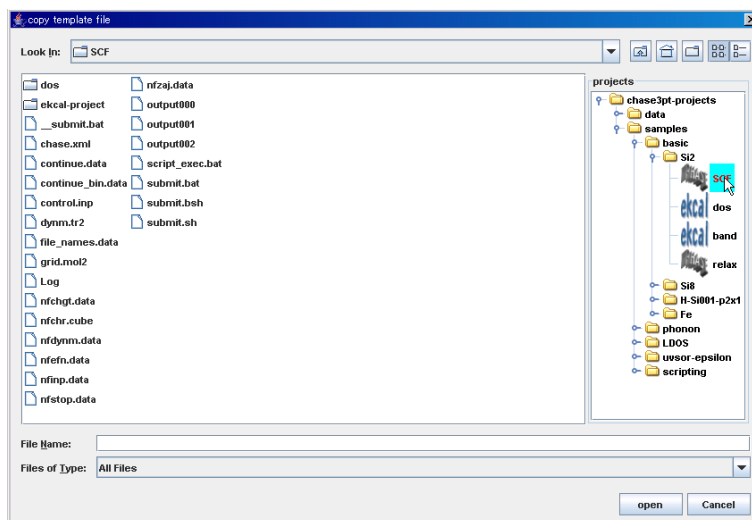 copy template file
Look In: SCF
dos
ekcal-project
__submit.bat
chase.xml
continue.data
continue_bin.data
control.inp
dynm.tr2
file_names.data
grid.mol2
Log
nfchgt.data
nfchr.cube
nfdynm.data
nfefn.data
nfinp.data
nfstop.data
nfzaj.data
output000
output001
output002
script_exec.bat
submit.bat
submit.bsh
submit.sh
projects
chase3pt-projects
data
samples
basic
Si2
SCF
ekcal dos
ekcal band
relax
Si8
H-Si001-p2x1
Fe
phonon
LDOS
uvsor-epsilon
scripting
File Name:
Files of Type: All Files
open Cancel